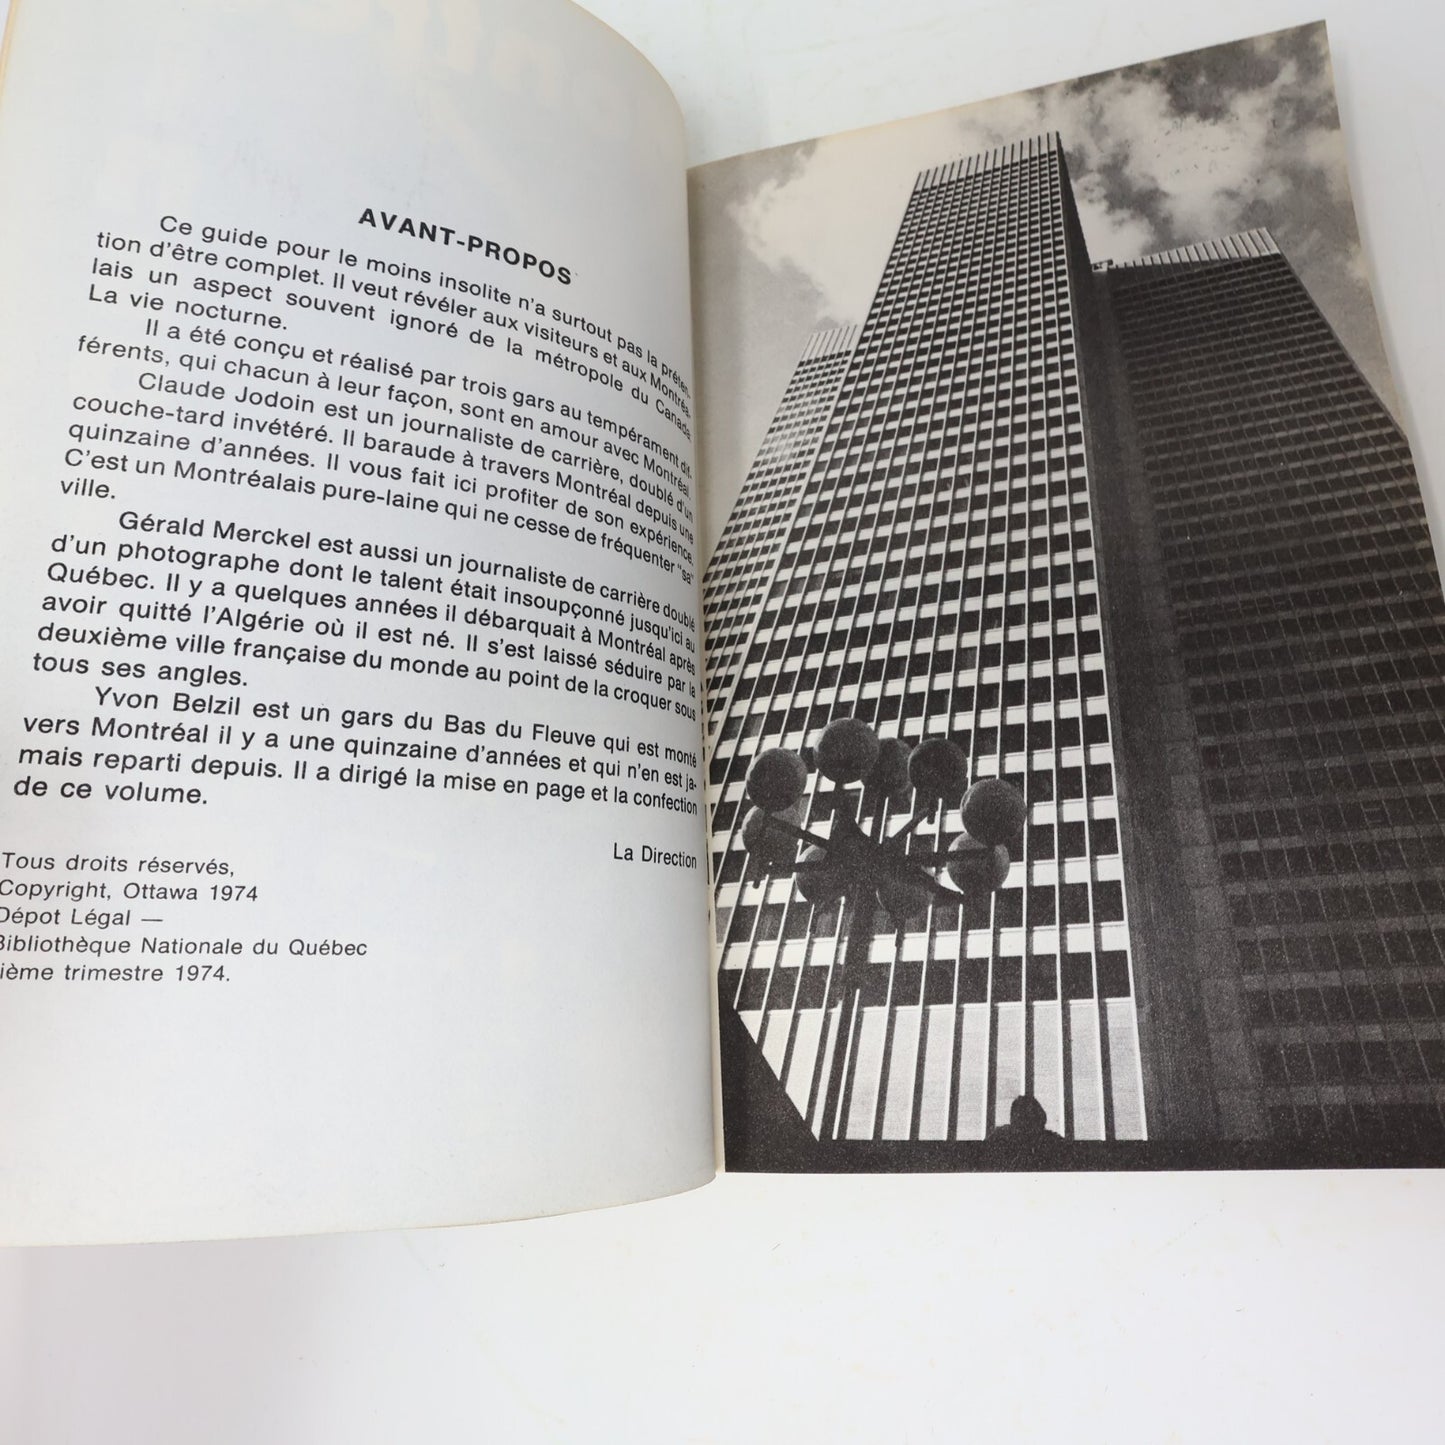 AVANT-PROPOS
Ce guide pour le moins insolite n'a surtout pas la préten-
tion d'être complet. Il veut révéler aux visiteurs et aux Montréa-
lais un aspect souvent ignoré de la métropole du Canada:
La vie nocturne.
Il a été conçu et réalisé par trois gars au tempérament dif-
férents, qui chacun à leur façon, sont en amour avec Montréal.
Claude Jodoin est un journaliste de carrière, doublé d'un
couche-tard invétéré. Il baraude à travers Montréal depuis une
quinzaine d'années. Il vous fait ici profiter de son expérience.
C'est un Montréalais pure-laine qui ne cesse de fréquenter "sa"
ville.
Gérald Merckel est aussi un journaliste de carrière doublé
d'un photographe dont le talent était insoupçonné jusqu'ici au
Québec. Il y a quelques années il débarquait à Montréal après
avoir quitté l'Algérie où il est né. Il s'est laissé séduire par la
deuxième ville française du monde au point de la croquer sous
tous ses angles.
Yvon Belzil est un gars du Bas du Fleuve qui est monté
vers Montréal il y a une quinzaine d'années et qui n'en est ja-
mais reparti depuis. Il a dirigé la mise en page et la confection
de ce volume.
La Direction
Tous droits réservés,
Copyright, Ottawa 1974
Dépot Légal —
Bibliothèque Nationale du Québec
ième trimestre 1974.